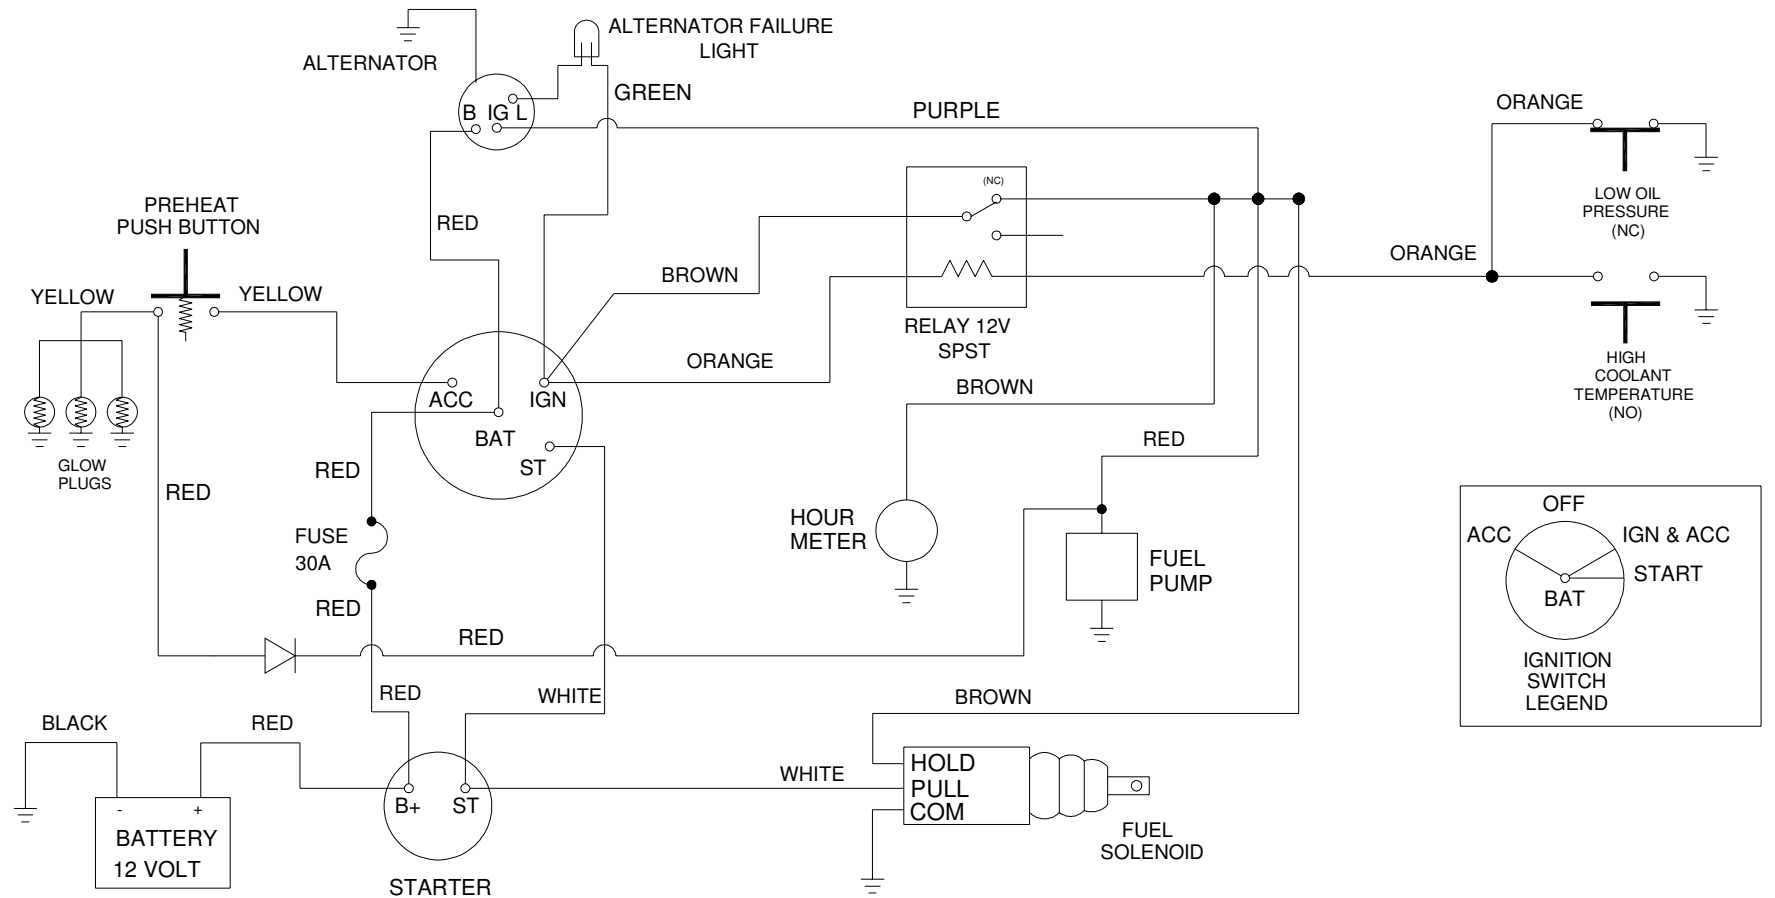 ALTERNATOR FAILURE
LIGHT
ALTERNATOR
GREEN
B IG L
PURPLE
ORANGE
(NC)
LOW OIL
PRESSURE
(NC)
PREHEAT
PUSH BUTTON
RED
ORANGE
BROWN
YELLOW
YELLOW
RELAY 12V
SPST
ORANGE
HIGH
COOLANT
TEMPERATURE
(NO)
BROWN
ACC
IGN
BAT
ST
RED
GLOW
PLUGS
RED
RED
HOUR
METER
FUSE
30A
FUEL
PUMP
OFF
ACC
IGN & ACC
START
BAT
IGNITION
SWITCH
LEGEND
RED
RED
RED
WHITE
BROWN
BLACK
RED
HOLD
PULL
COM
WHITE
- +
BATTERY
12 VOLT
B+ ST
FUEL
SOLENOID
STARTER